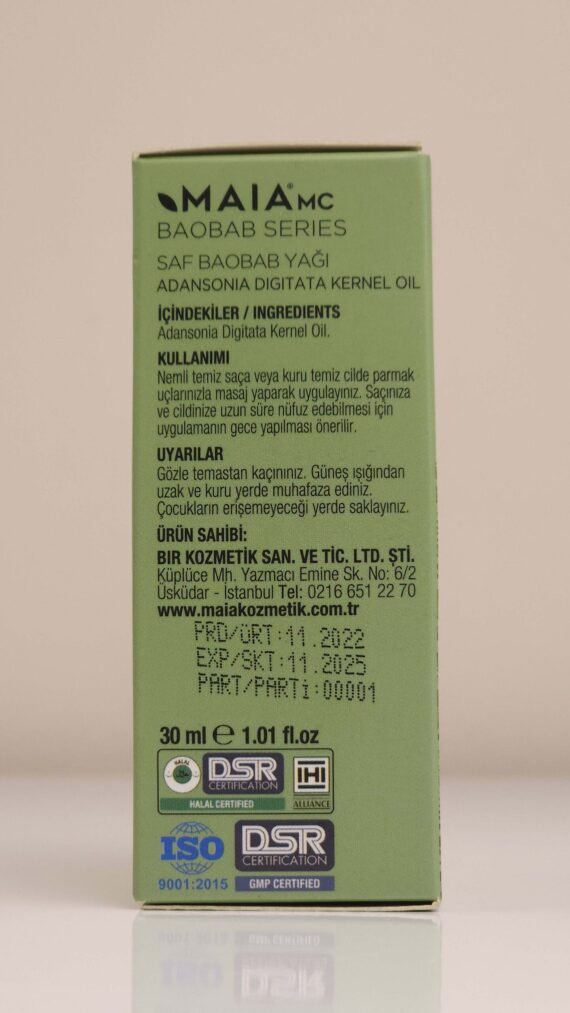 MAIA® MC
BAOBAB SERIES
SAF BAOBAB YAĞI
ADANSONIA DIGITATA KERNEL OIL
İÇİNDEKİLER / INGREDIENTS
Adansonia Digitata Kernel Oil.
KULLANIMI
Nemli temiz saça veya kuru temiz cilde parmak
uçlarınızla masaj yaparak uygulayınız. Saçınıza
ve cildinize uzun süre nüfuz edebilmesi için
uygulamanın gece yapılması önerilir.
UYARILAR
Gözle temastan kaçınınız. Güneş ışığından
uzak ve kuru yerde muhafaza ediniz.
Çocukların erişemeyeceği yerde saklayınız.
ÜRÜN SAHİBİ:
BIR KOZMETİK SAN. VE TİC. LTD. ŞTİ.
Küplüce Mh. Yazmacı Emine Sk. No: 6/2
Üsküdar - İstanbul Tel: 0216 651 22 70
www.maiakozmetik.com.tr
PRD/ÜRT:11.2022
EXP/SKT:11.2025
PART/PARTİ:00001
30 ml ℮ 1.01 fl.oz
HALAL
DSR
CERTIFICATION
HALAL CERTIFIED
IHI
ALLIANCE
ISO
9001:2015
DSR
CERTIFICATION
GMP CERTIFIED